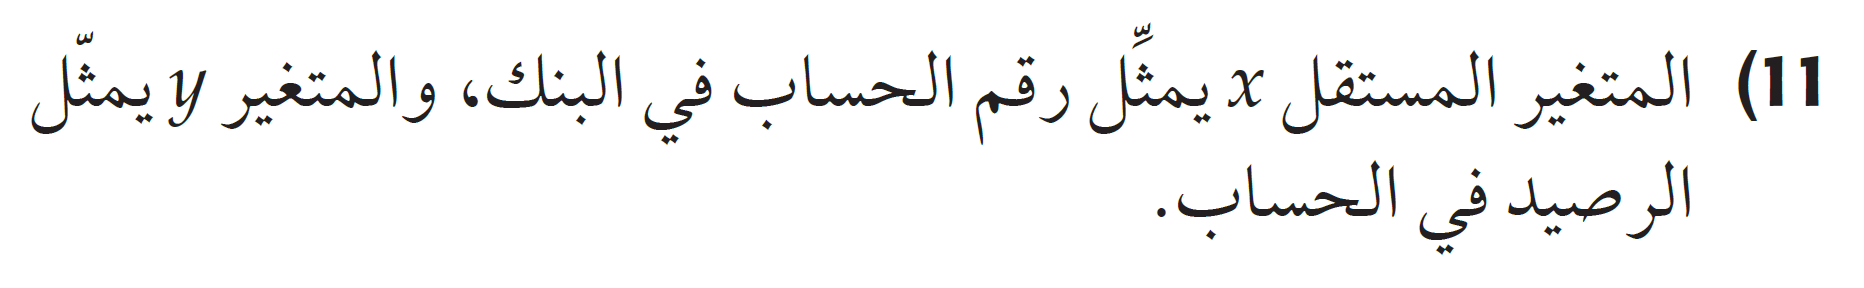 (11 المتغير المستقل x يمثِّل رقم الحساب في البنك، والمتغير y يمثّل
الرصيد في الحساب.